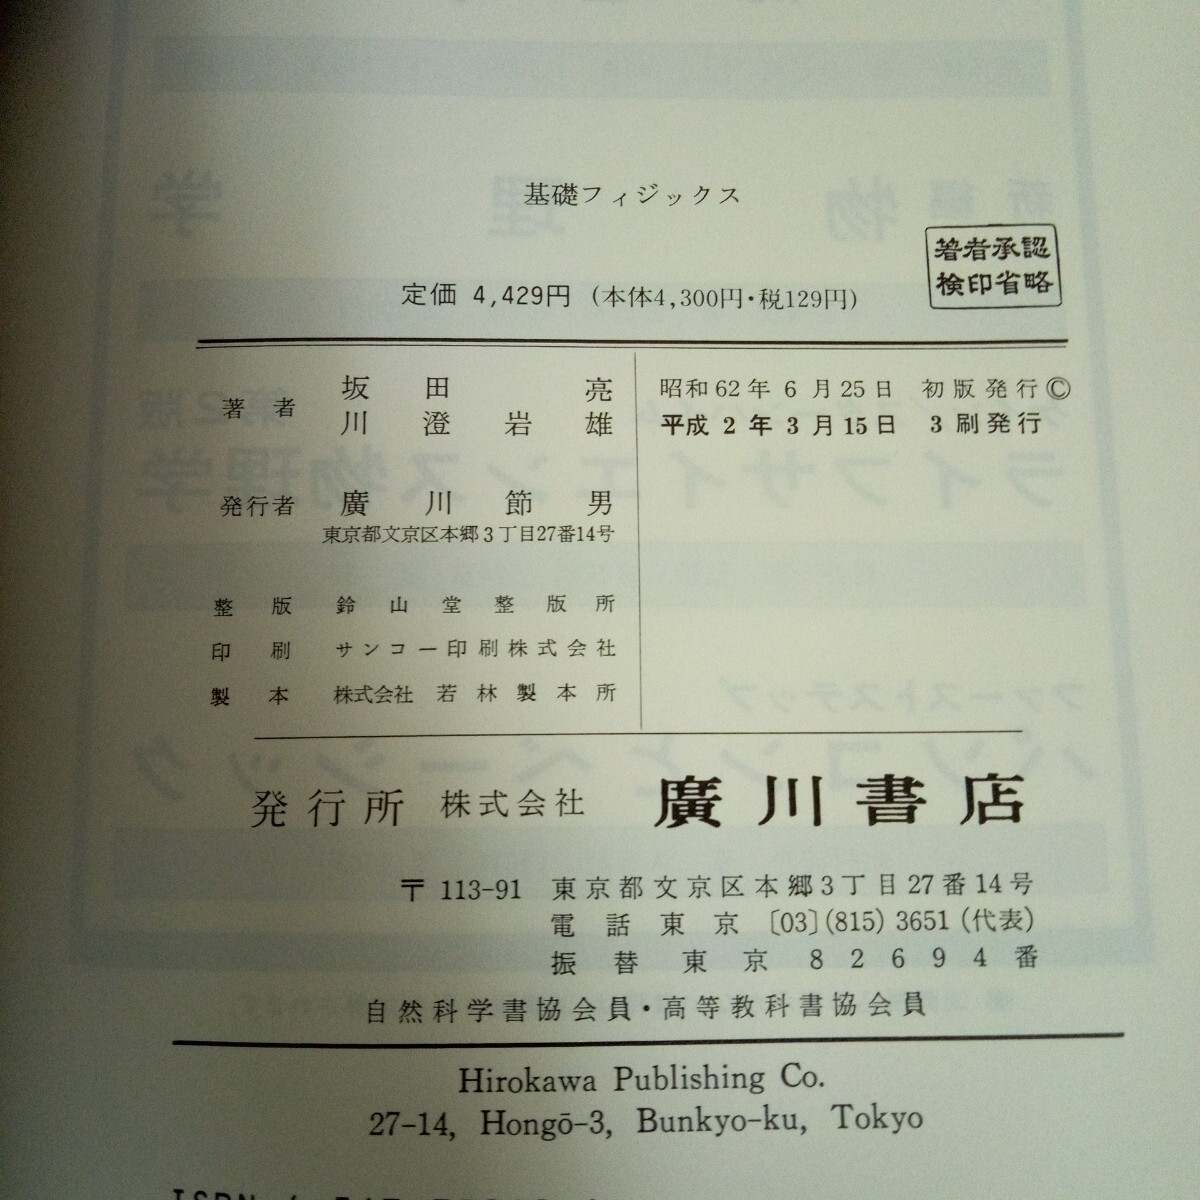 基礎フィジックス
著者承認
検印省略
定価 4,429円 (本体4,300円・税129円)
著者 坂田亮
川澄岩雄
昭和62年6月25日 初版発行©
平成2年3月15日 3刷発行
発行者 廣川節男
東京都文京区本郷3丁目27番14号
整版 鈴山堂整版所
印刷 サンコー印刷株式会社
製本 株式会社 若林製本所
発行所 株式会社 廣川書店
〒113-91 東京都文京区本郷3丁目27番14号
電話東京〔03〕(815)3651(代表)
振替東京82694番
自然科学書協会会員・高等教科書協会会員
Hirokawa Publishing Co.
27-14, Hongō-3, Bunkyo-ku, Tokyo